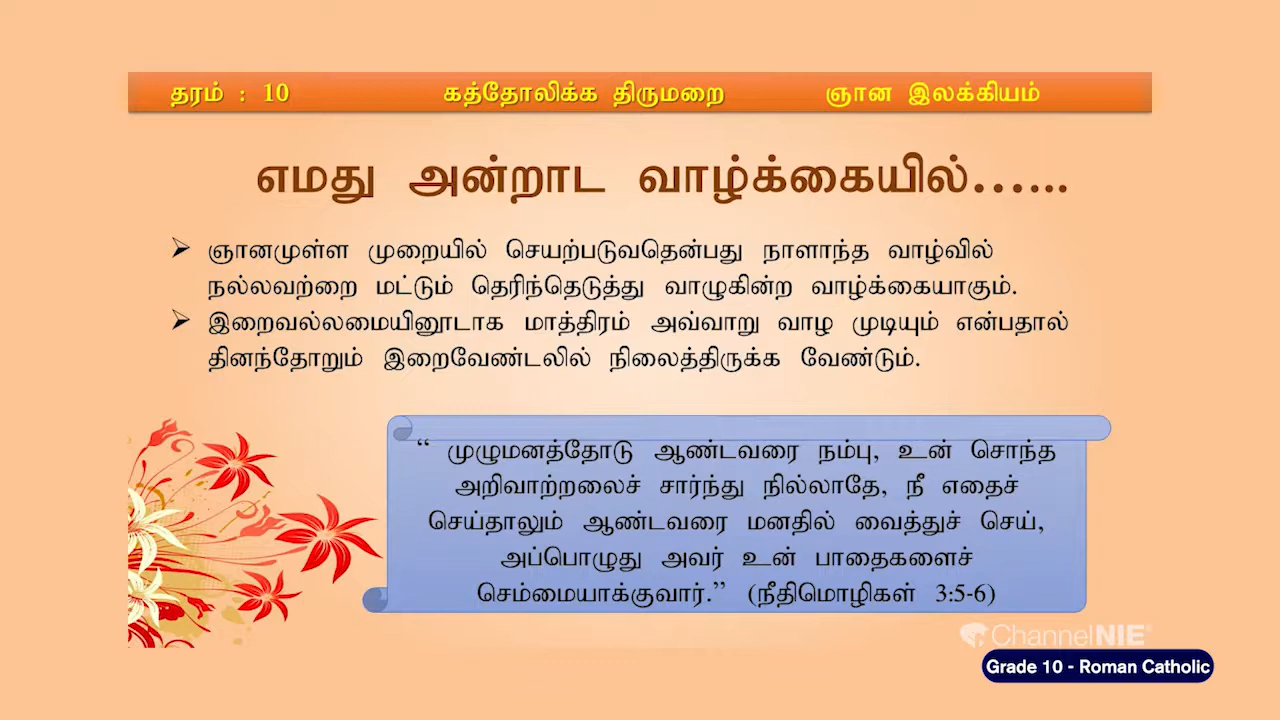 தரம் : 10 கத்தோலிக்க திருமறை ஞான இலக்கியம்
எமது அன்றாட வாழ்க்கையில்......
➢ ஞானமுள்ள முறையில் செயற்படுவதென்பது நாளாந்த வாழ்வில்
நல்லவற்றை மட்டும் தெரிந்தெடுத்து வாழுகின்ற வாழ்க்கையாகும்.
➢ இறைவல்லமையினூடாக மாத்திரம் அவ்வாறு வாழ முடியும் என்பதால்
தினந்தோறும் இறைவேண்டலில் நிலைத்திருக்க வேண்டும்.
“ முழுமனத்தோடு ஆண்டவரை நம்பு, உன் சொந்த
அறிவாற்றலைச் சார்ந்து நில்லாதே, நீ எதைச்
செய்தாலும் ஆண்டவரை மனதில் வைத்துச் செய்,
அப்பொழுது அவர் உன் பாதைகளைச்
செம்மையாக்குவார்.” (நீதிமொழிகள் 3:5-6)
ChannelNIE
Grade 10 - Roman Catholic